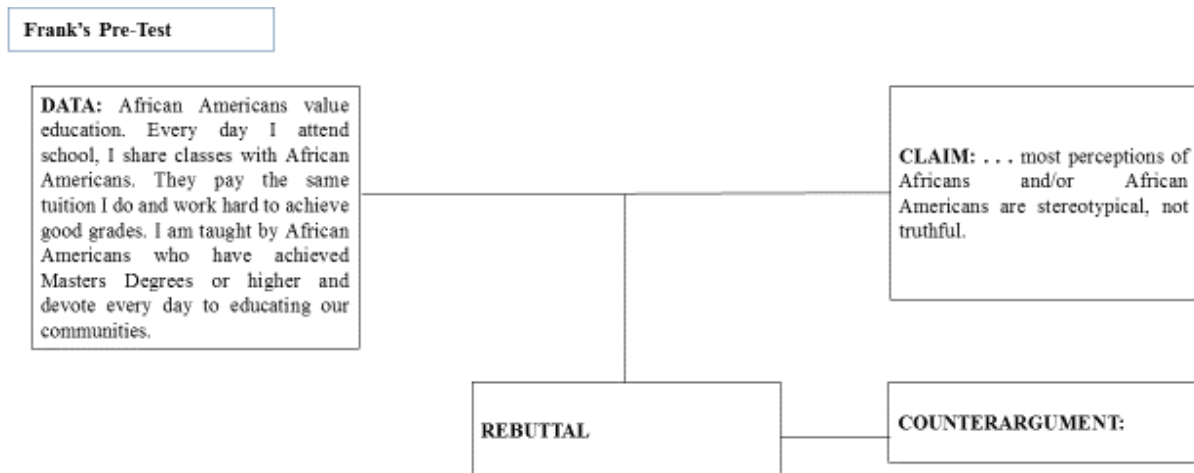 Frank's Pre-Test
DATA: African Americans value
education. Every day I attend
school, I share classes with African
Americans. They pay the same
tuition I do and work hard to achieve
good grades. I am taught by African
Americans who have achieved
Masters Degrees or higher and
devote every day to educating our
communities.
CLAIM: . . . most perceptions of
Africans and/or African
Americans are stereotypical, not
truthful.
REBUTTAL
COUNTERARGUMENT: